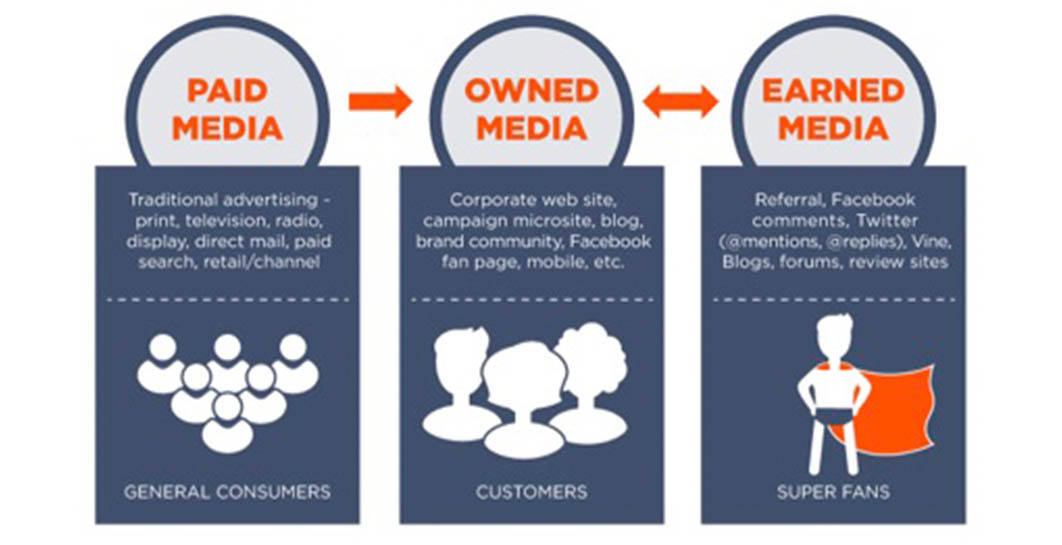 PAID
MEDIA
Traditional advertising -
print, television, radio,
display, direct mail, paid
search, retail/channel
GENERAL CONSUMERS
OWNED
MEDIA
Corporate web site,
campaign microsite, blog,
brand community, Facebook
fan page, mobile, etc.
CUSTOMERS
EARNED
MEDIA
Referral, Facebook
comments, Twitter
(@mentions, @replies), Vine,
Blogs, forums, review sites
SUPER FANS